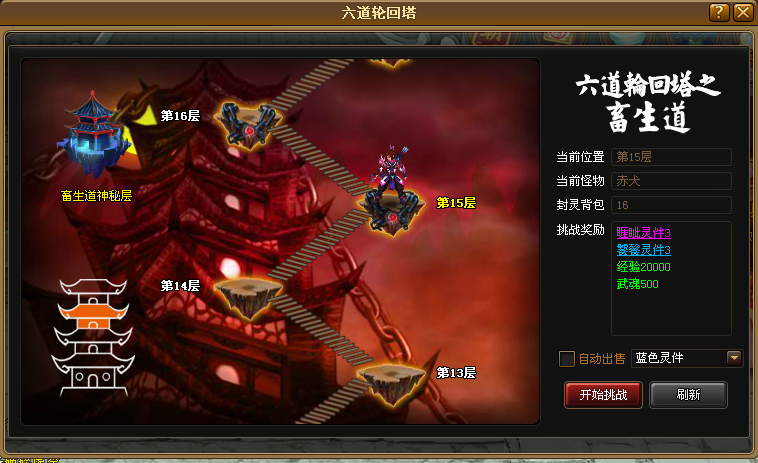 六道轮回塔
第16层
畜生道神秘层
第15层
第14层
第13层
六道輪回塔之
畜生道
当前位置 第15层
当前怪物 赤犬
封灵背包 16
挑战奖励
睚眦灵件3
饕餮灵件3
经验20000
武魂500
自动出售 蓝色灵件
开始挑战 刷新